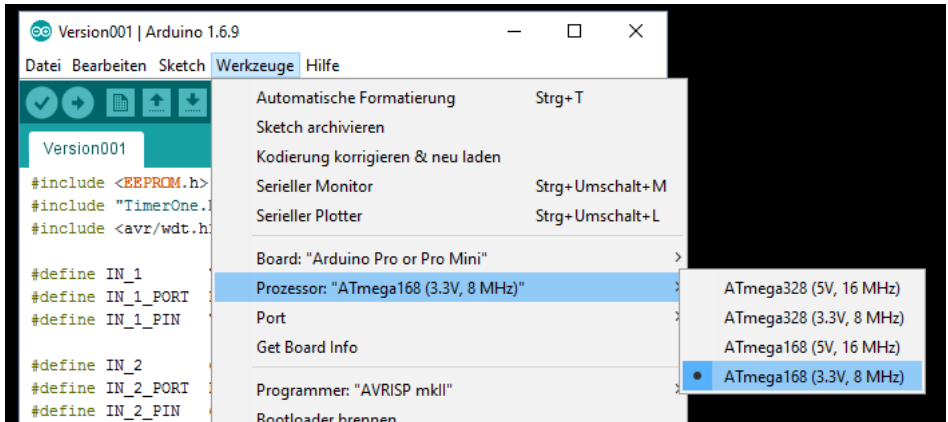 Version001 | Arduino 1.6.9
Datei Bearbeiten Sketch Werkzeuge Hilfe
Version001
#include <EEPROM.h>
#include "TimerOne.
#include <avr/wdt.h
#define IN_1
#define IN_1_PORT
#define IN_1_PIN
#define IN_2
#define IN_2_PORT
#define IN_2_PIN
Automatische Formatierung Strg+T
Sketch archivieren
Kodierung korrigieren & neu laden
Serieller Monitor Strg+Umschalt+M
Serieller Plotter Strg+Umschalt+L
Board: "Arduino Pro or Pro Mini"
Prozessor: "ATmega168 (3.3V, 8 MHz)"
Port
Get Board Info
Programmer: "AVRISP mkII"
Bootloader brennen
ATmega328 (5V, 16 MHz)
ATmega328 (3.3V, 8 MHz)
ATmega168 (5V, 16 MHz)
ATmega168 (3.3V, 8 MHz)